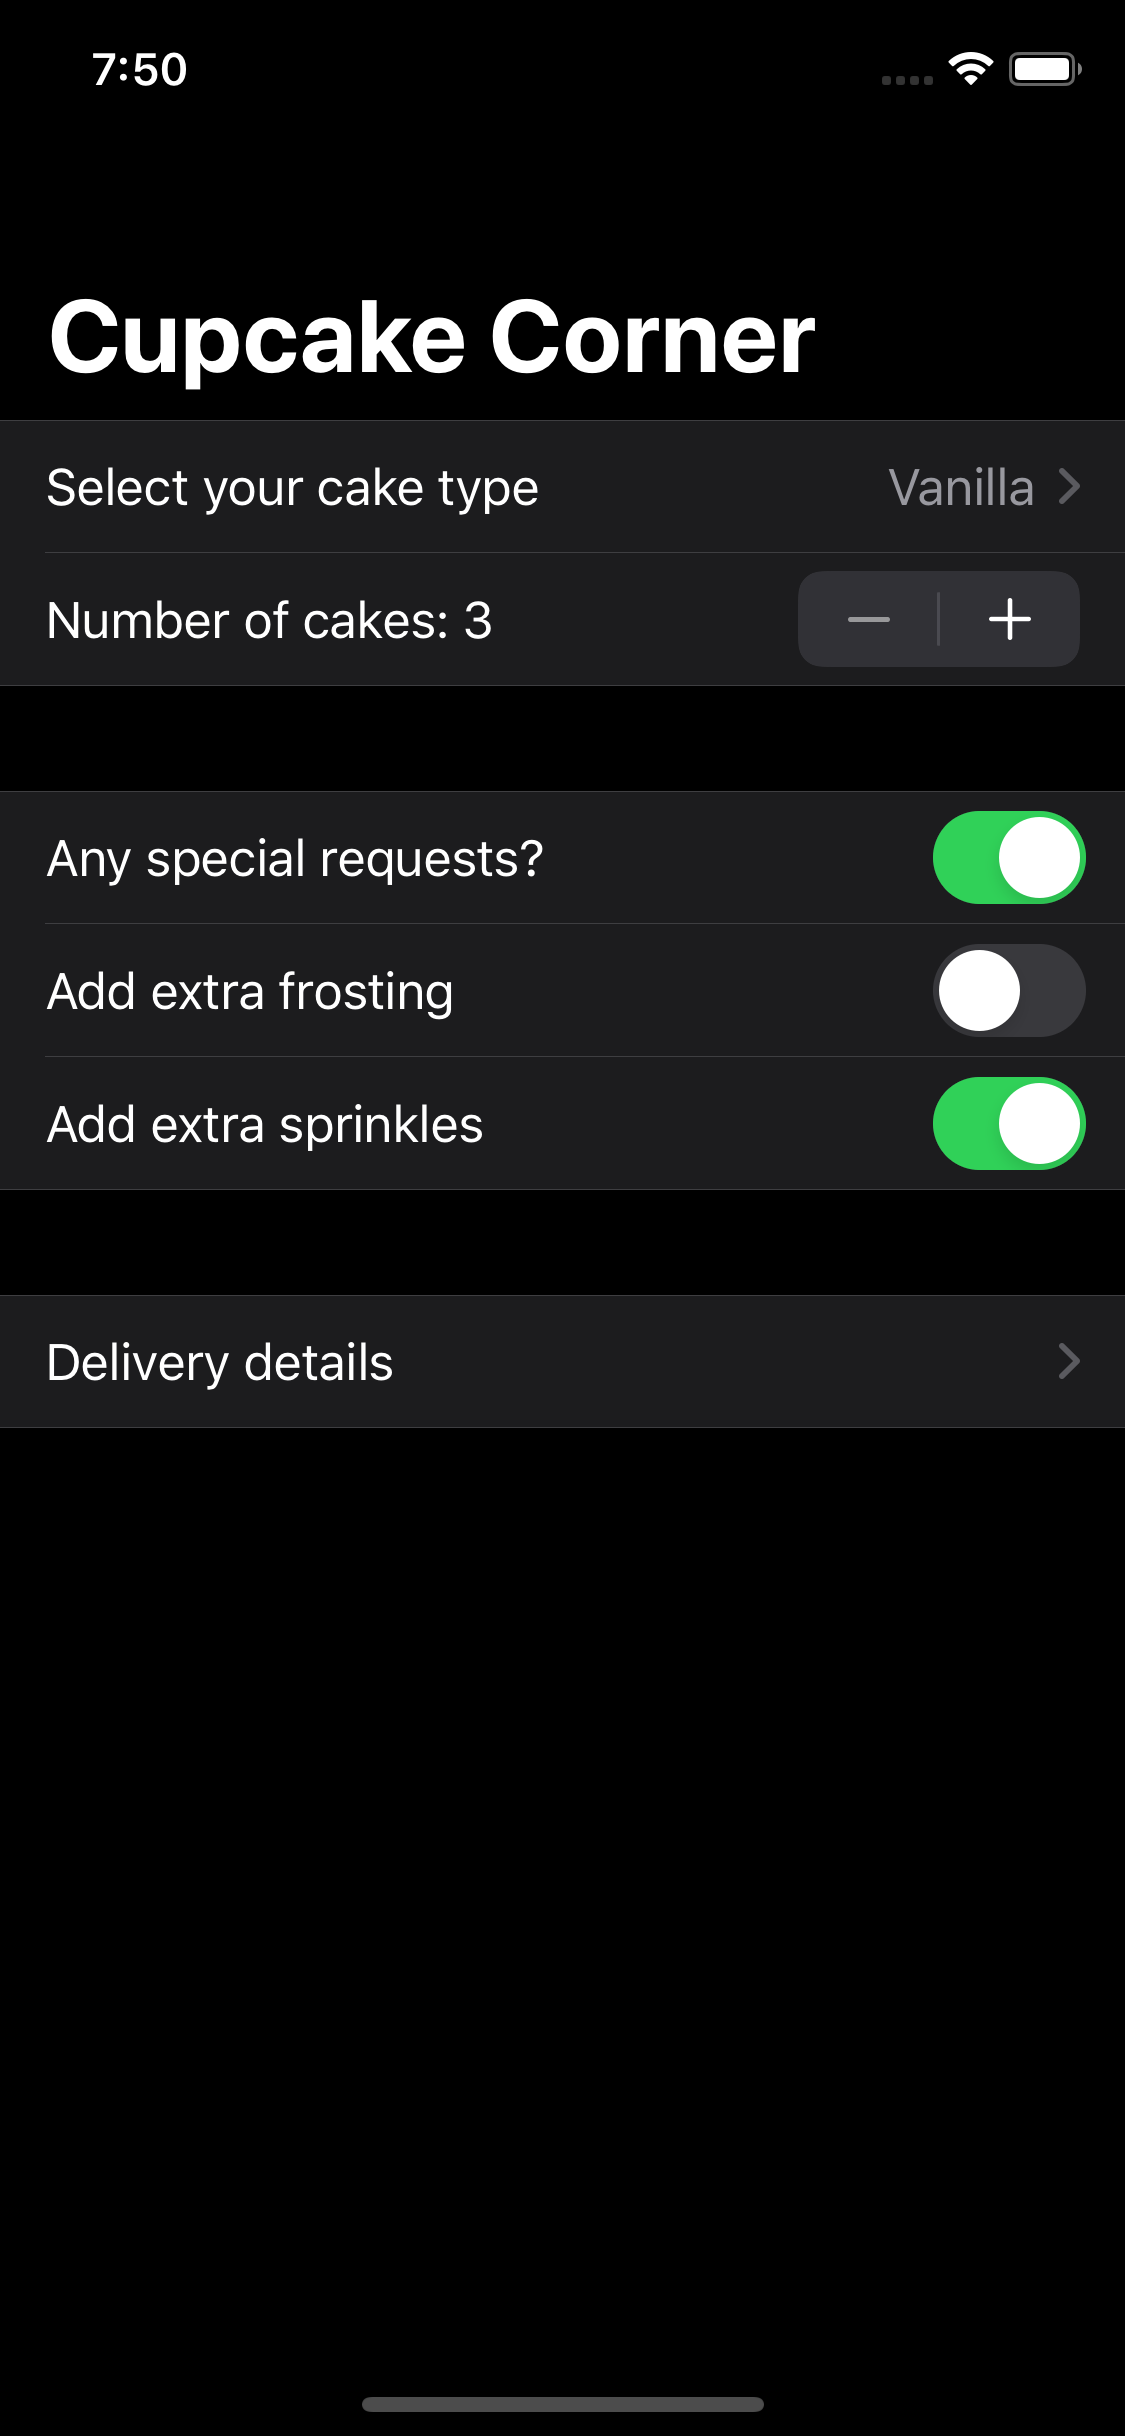 7:50
Cupcake Corner
Select your cake type Vanilla
Number of cakes: 3
Any special requests?
Add extra frosting
Add extra sprinkles
Delivery details